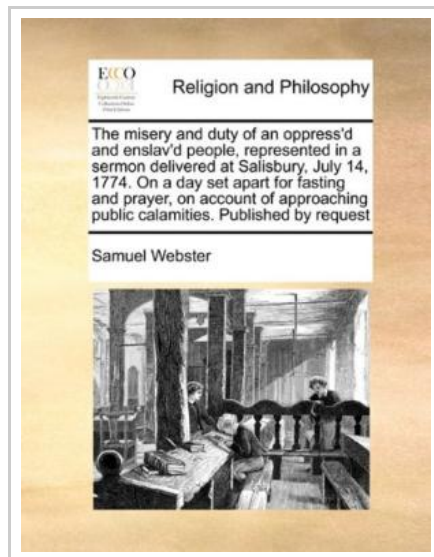 ECCO
Religion and Philosophy
The misery and duty of an oppress'd
and enslav'd people, represented in a
sermon delivered at Salisbury, July 14,
1774. On a day set apart for fasting
and prayer, on account of approaching
public calamities. Published by request
Samuel Webster